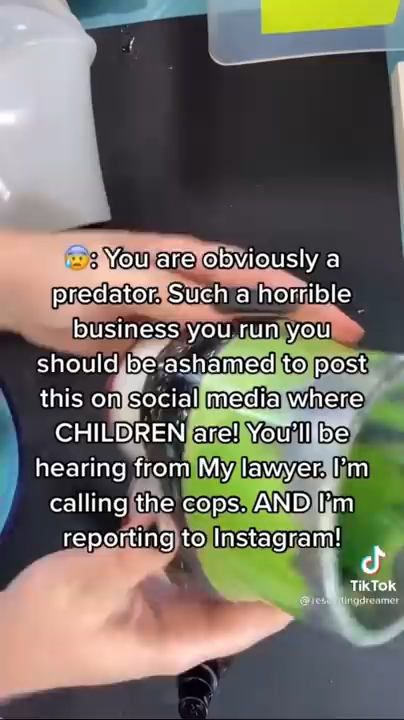 😰: You are obviously a
predator. Such a horrible
business you run you
should be ashamed to post
this on social media where
CHILDREN are! You'll be
hearing from My lawyer. I'm
calling the cops. AND I'm
reporting to Instagram!
TikTok